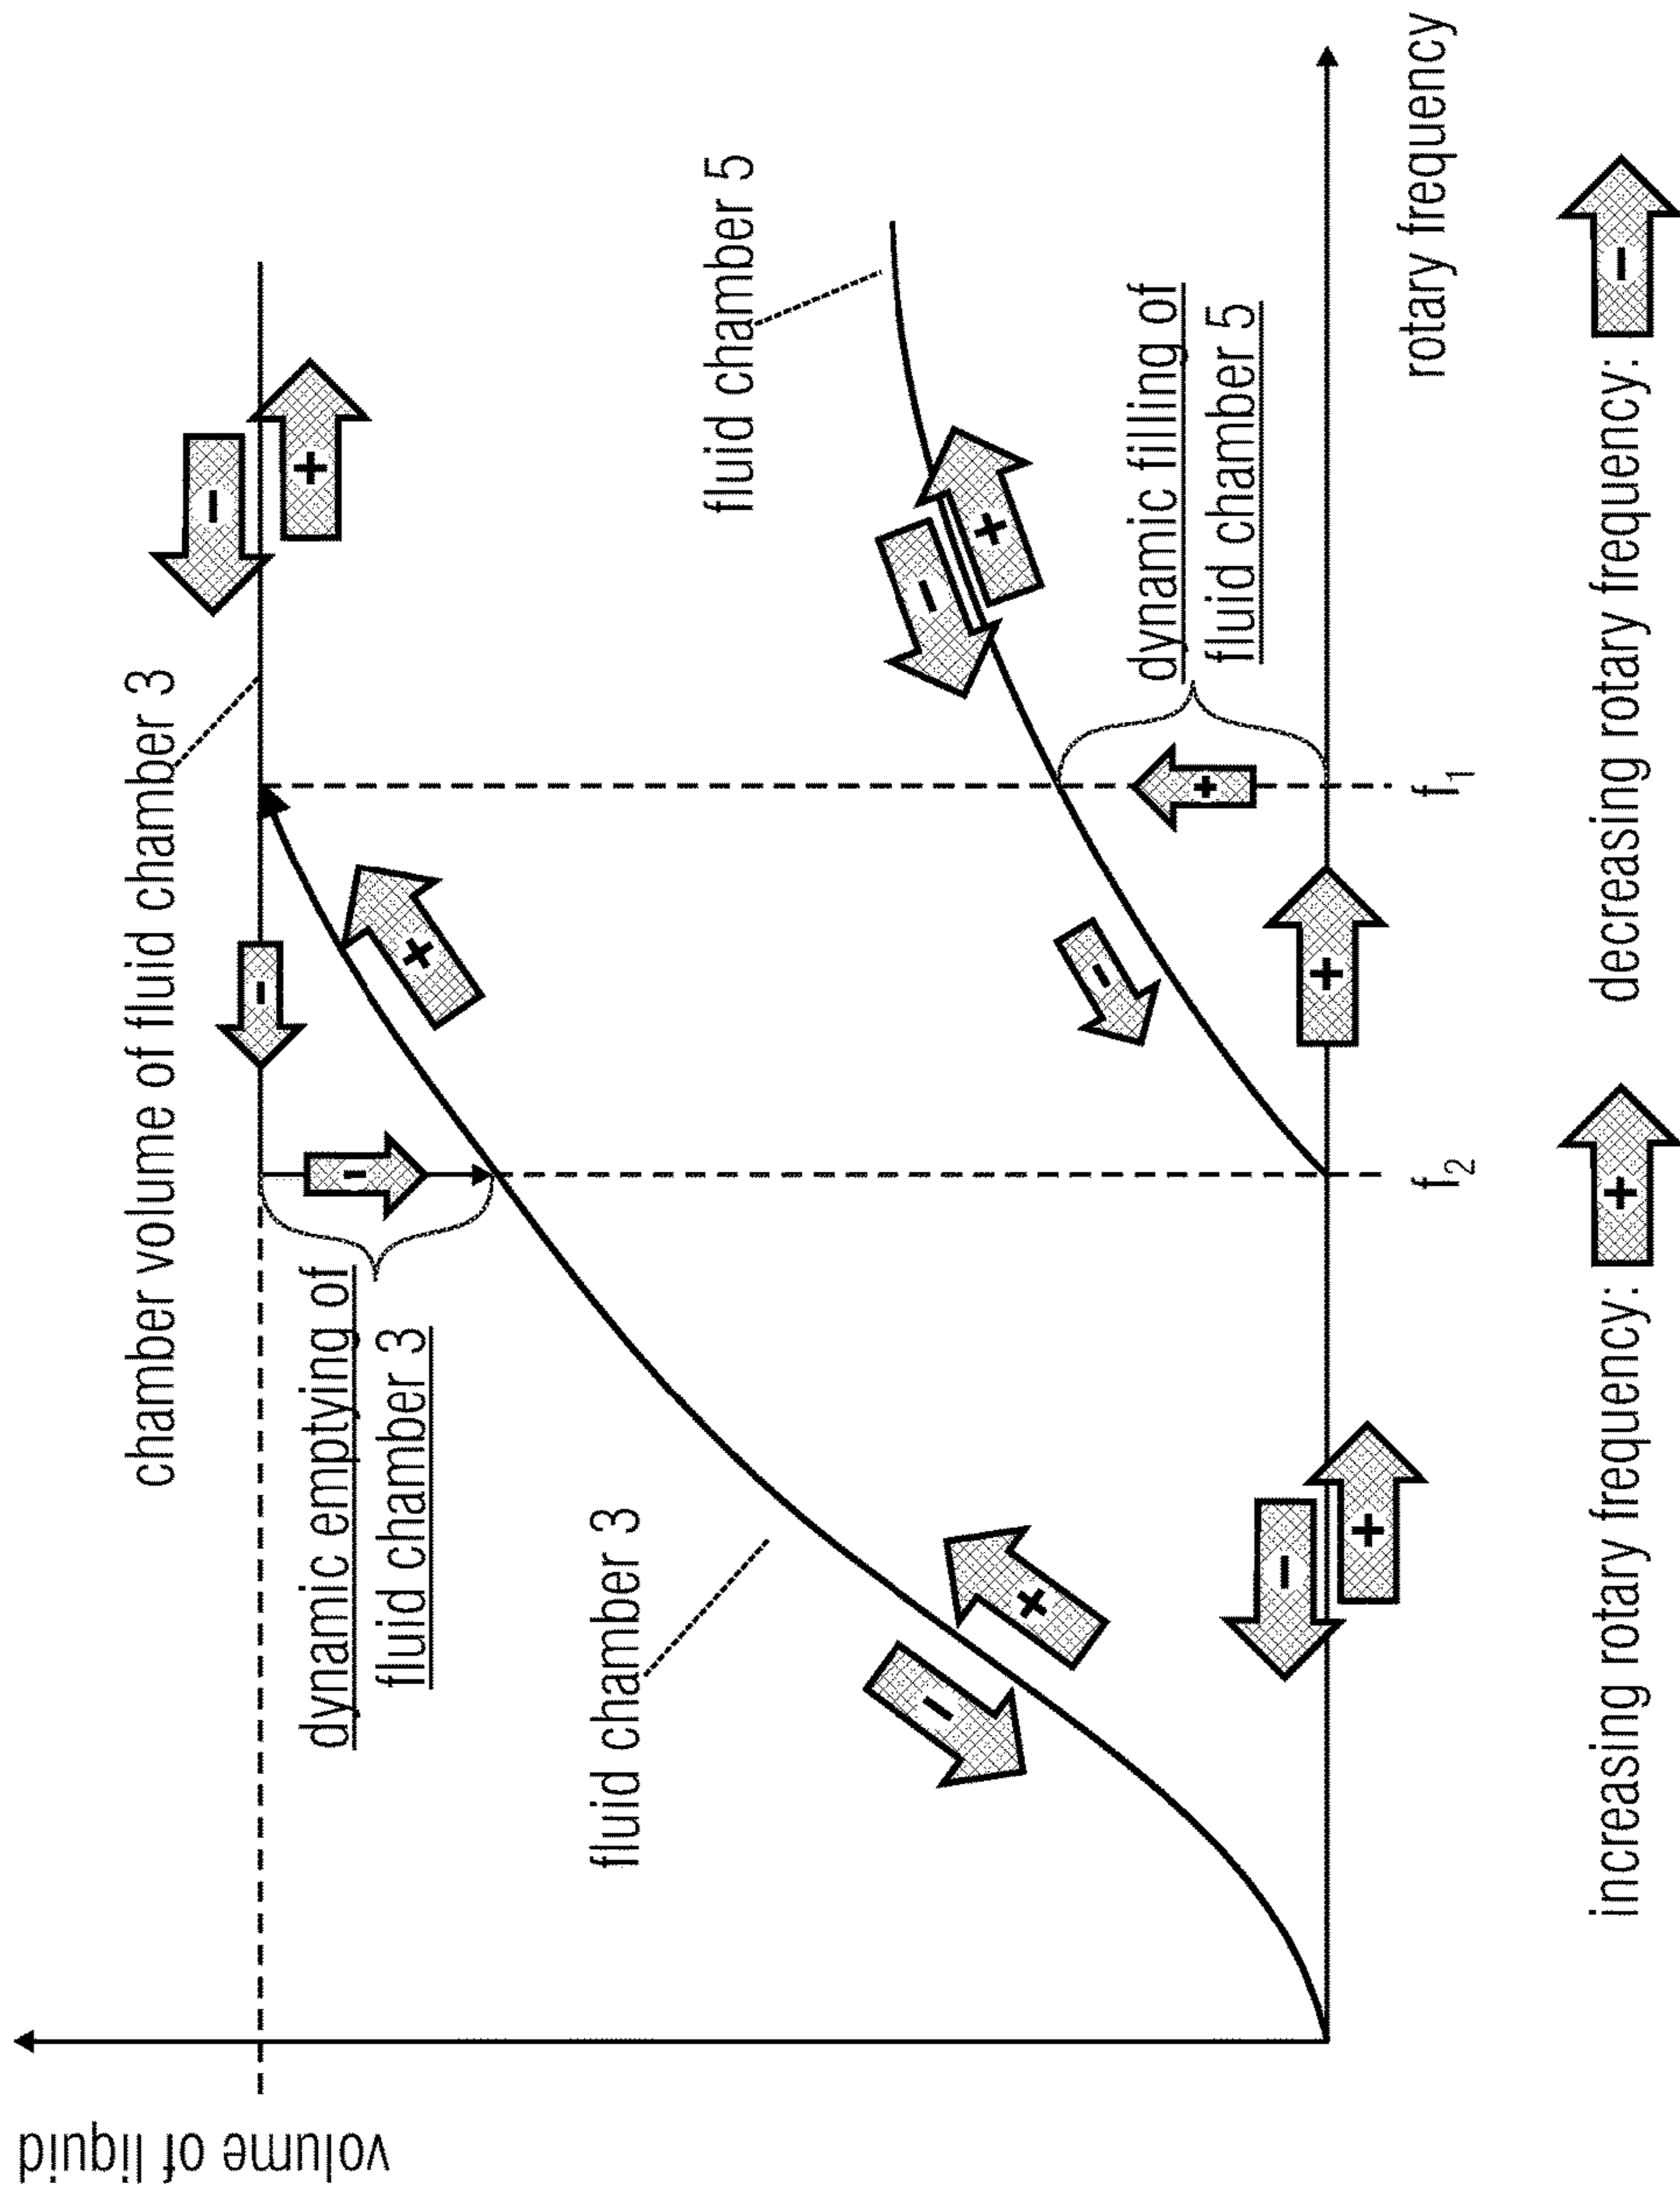 volume of liquid
chamber volume of fluid chamber 3
−
+
−
dynamic emptying of
fluid chamber 3
−
+
fluid chamber 3
−
+
fluid chamber 5
−
+
−
dynamic filling of
fluid chamber 5
+
+
−
+
f₂
f₁
rotary frequency
increasing rotary frequency: +
decreasing rotary frequency: −